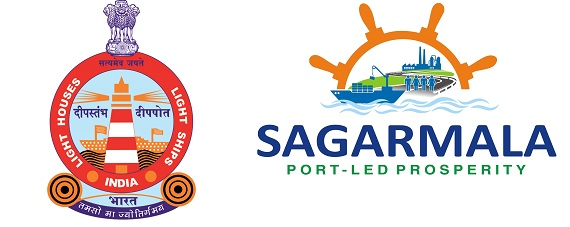 सत्यमेव जयते
LIGHT HOUSES
LIGHT SHIPS
दीपस्तंभ दीपपोत
INDIA
भारत
तमसो मा ज्योतिर्गमय
SAGARMALA
PORT-LED PROSPERITY